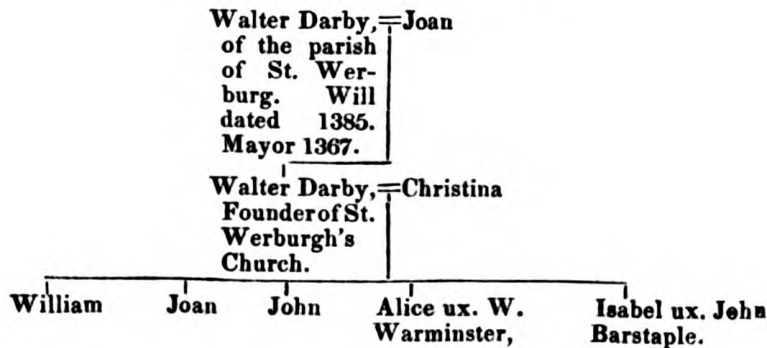 Walter Darby,=Joan
of the parish
of St. Wer-
burg. Will
dated 1385.
Mayor 1367.
Walter Darby,=Christina
Founder of St.
Werburgh's
Church.
William Joan John Alice ux. W. Isabel ux. John
Warminster, Barstaple.